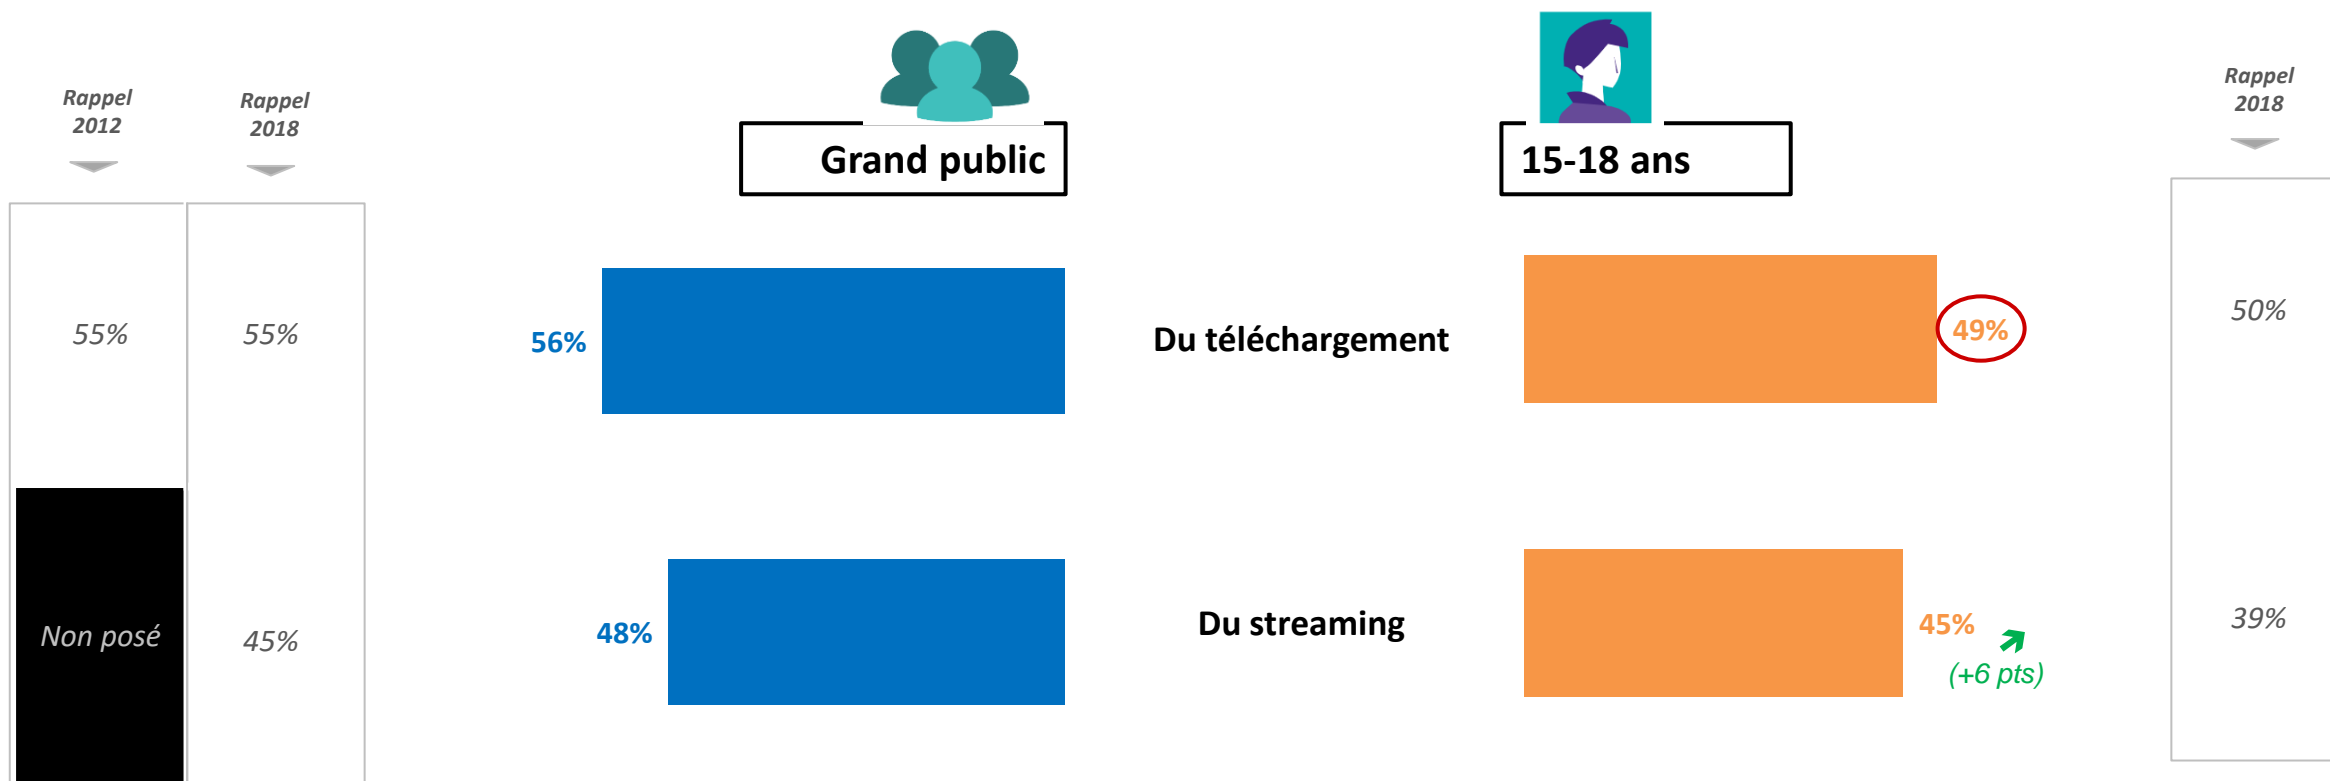 Rappel
2012
Rappel
2018
Grand public
15-18 ans
Rappel
2018
55%
55%
56%
Du téléchargement
49%
50%
Non posé
45%
48%
Du streaming
45%
(+6 pts)
39%